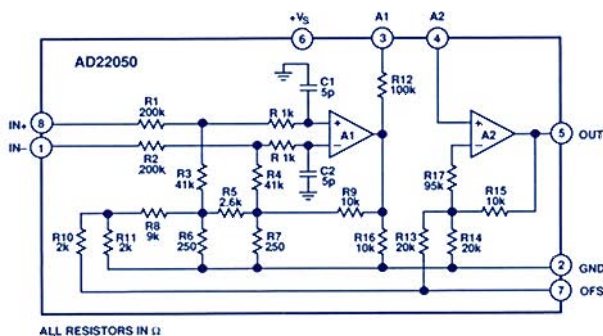 +VS A1 A2
6 3 4
AD22050
C1
5p
R12
100k
R1
200k
IN+ 8
R 1k
+
A1
−
+
A2
−
5 OUT
IN− 1
R2
200k
R 1k
R3
41k
R4
41k
C2
5p
R17
95k
R5
2.6k
R9
10k
R15
10k
R10
2k
R11
2k
R8
9k
R6
250
R7
250
R16
10k
R13
20k
R14
20k
2 GND
7 OFS
ALL RESISTORS IN Ω